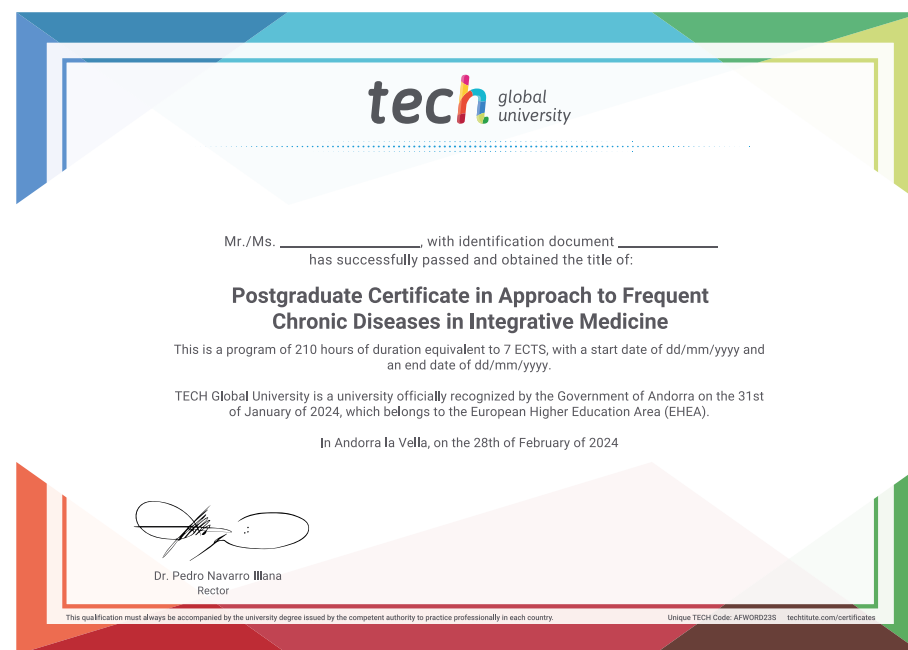 tech global university
Mr./Ms. ____________, with identification document ____________
has successfully passed and obtained the title of:
Postgraduate Certificate in Approach to Frequent
Chronic Diseases in Integrative Medicine
This is a program of 210 hours of duration equivalent to 7 ECTS, with a start date of dd/mm/yyyy and
an end date of dd/mm/yyyy.
TECH Global University is a university officially recognized by the Government of Andorra on the 31st
of January of 2024, which belongs to the European Higher Education Area (EHEA).
In Andorra la Vella, on the 28th of February of 2024
Dr. Pedro Navarro Illana
Rector
This qualification must always be accompanied by the university degree issued by the competent authority to practice professionally in each country.
Unique TECH Code: AFWORD23S techtitute.com/certificates